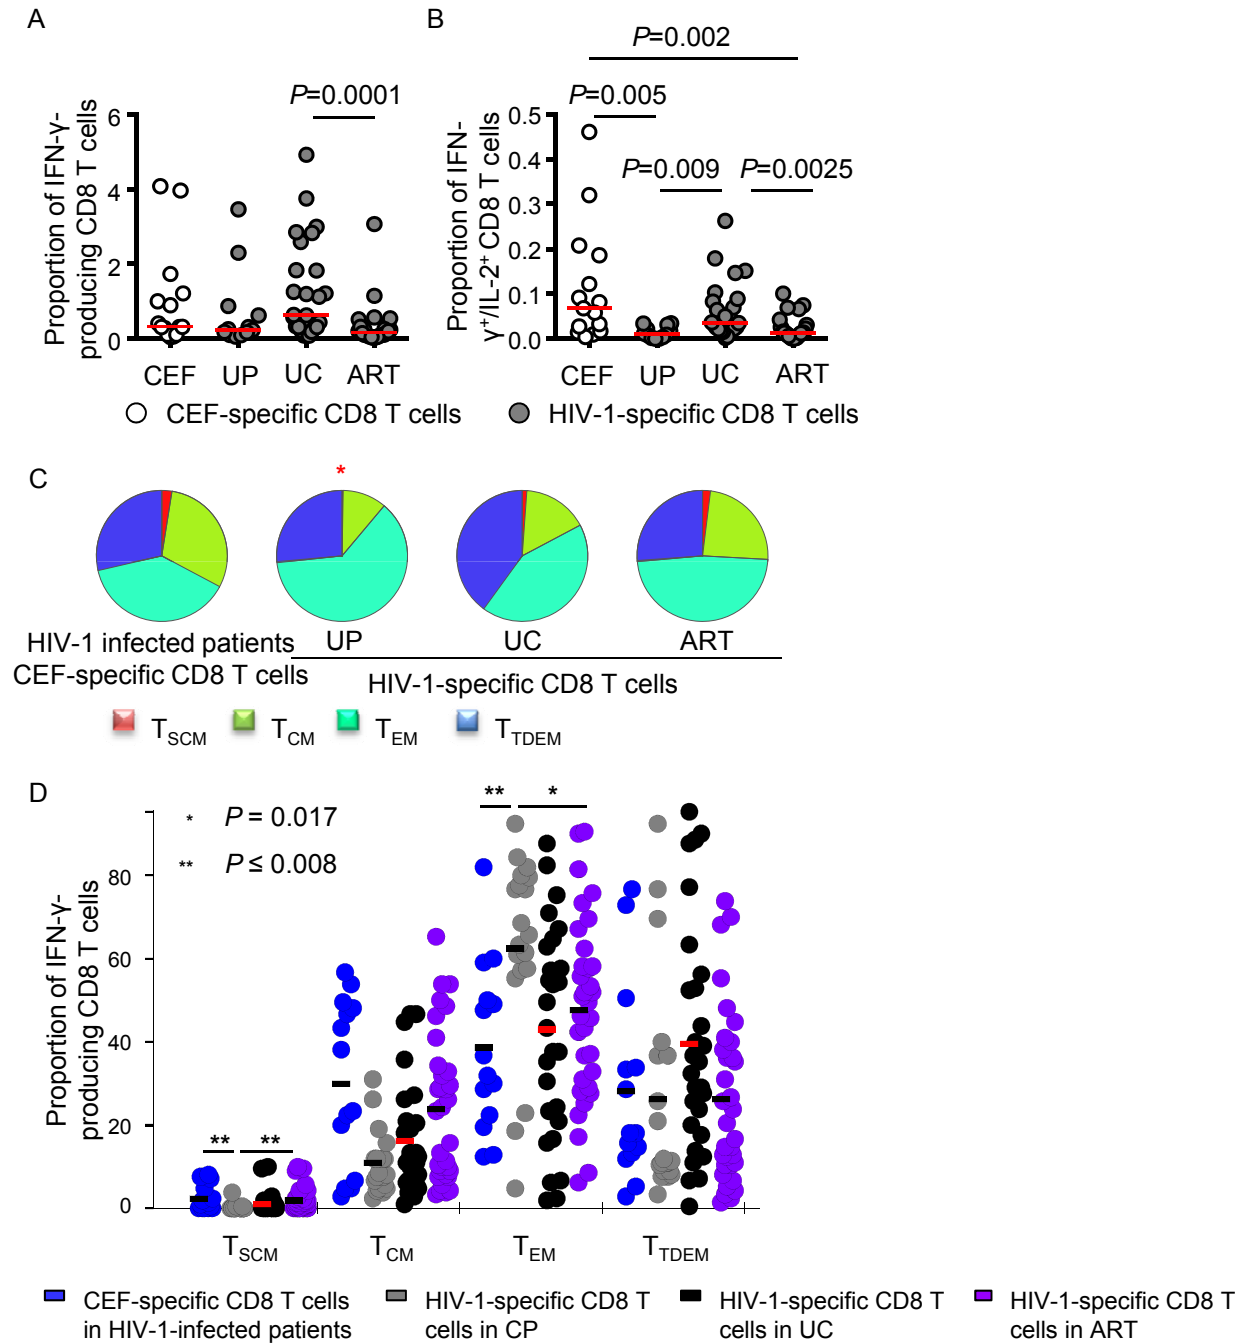 A
B
P=0.002
P=0.0001
P=0.005
P=0.009
P=0.0025
Proportion of IFN-γ-
producing CD8 T cells
6
4
2
0
CEF UP UC ART
Proportion of IFN-
γ+/IL-2+ CD8 T cells
0.5
0.4
0.3
0.2
0.1
0.0
CEF UP UC ART
CEF-specific CD8 T cells
HIV-1-specific CD8 T cells
C
*
HIV-1 infected patients
CEF-specific CD8 T cells
UP UC ART
HIV-1-specific CD8 T cells
TSCM TCM TEM TTDEM
D
* P = 0.017
** P ≤ 0.008
** *
** **
Proportion of IFN-γ-
producing CD8 T cells
80
60
40
20
0
TSCM TCM TEM TTDEM
CEF-specific CD8 T cells
in HIV-1-infected patients
HIV-1-specific CD8 T
cells in CP
HIV-1-specific CD8 T
cells in UC
HIV-1-specific CD8 T
cells in ART